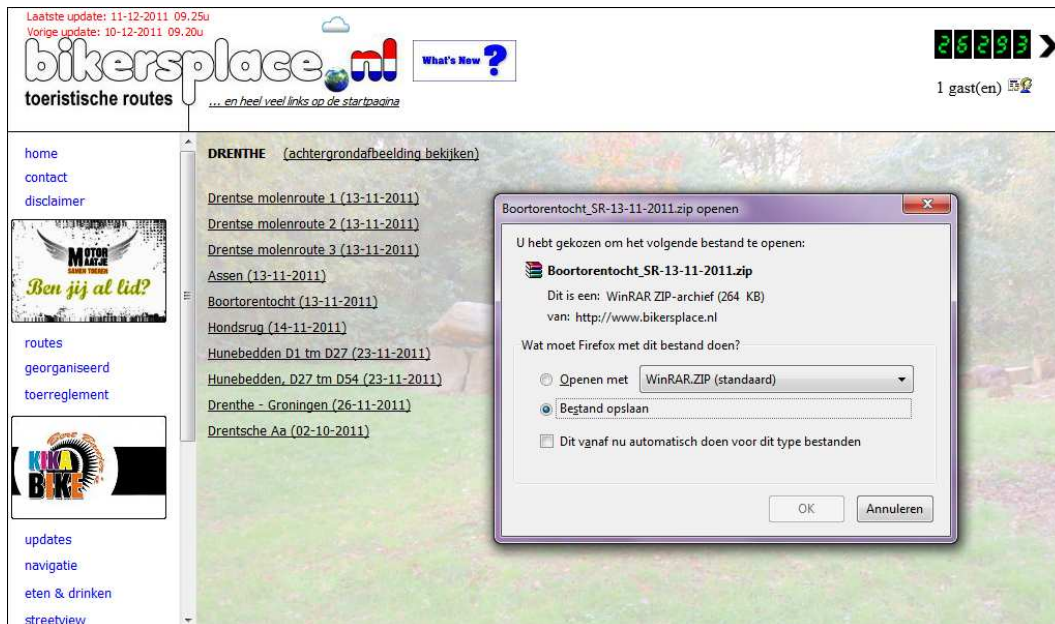 Laatste update: 11-12-2011 09.25u
Vorige update: 10-12-2011 09.20u
bikersplace.nl
toeristische routes
... en heel veel links op de startpagina
What's New ?
26293
1 gast(en)
home
contact
disclaimer
MOTOR
MAATJE
SAMEN TOEREN
Ben jij al lid?
routes
georganiseerd
toerreglement
KIKA
BIKE
updates
navigatie
eten & drinken
streetview
DRENTHE (achtergrondafbeelding bekijken)
Drentse molenroute 1 (13-11-2011)
Drentse molenroute 2 (13-11-2011)
Drentse molenroute 3 (13-11-2011)
Assen (13-11-2011)
Boortorentocht (13-11-2011)
Hondsrug (14-11-2011)
Hunebedden D1 tm D27 (23-11-2011)
Hunebedden, D27 tm D54 (23-11-2011)
Drenthe - Groningen (26-11-2011)
Drentsche Aa (02-10-2011)
Boortorentocht_SR-13-11-2011.zip openen
U hebt gekozen om het volgende bestand te openen:
Boortorentocht_SR-13-11-2011.zip
Dit is een: WinRAR ZIP-archief (264 KB)
van: http://www.bikersplace.nl
Wat moet Firefox met dit bestand doen?
Openen met WinRAR.ZIP (standaard)
Bestand opslaan
Dit vanaf nu automatisch doen voor dit type bestanden
OK Annuleren